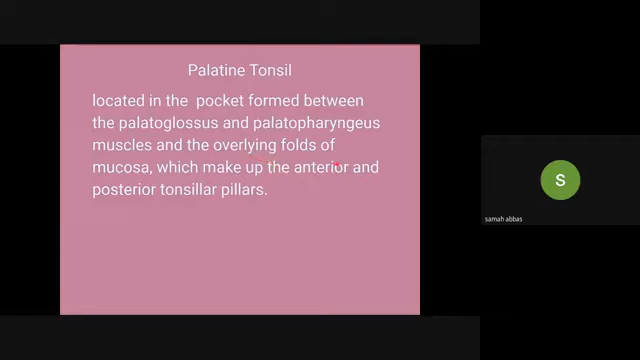 Palatine Tonsil
located in the pocket formed between
the palatoglossus and palatopharyngeus
muscles and the overlying folds of
mucosa, which make up the anterior and
posterior tonsillar pillars.
S
samah abbas